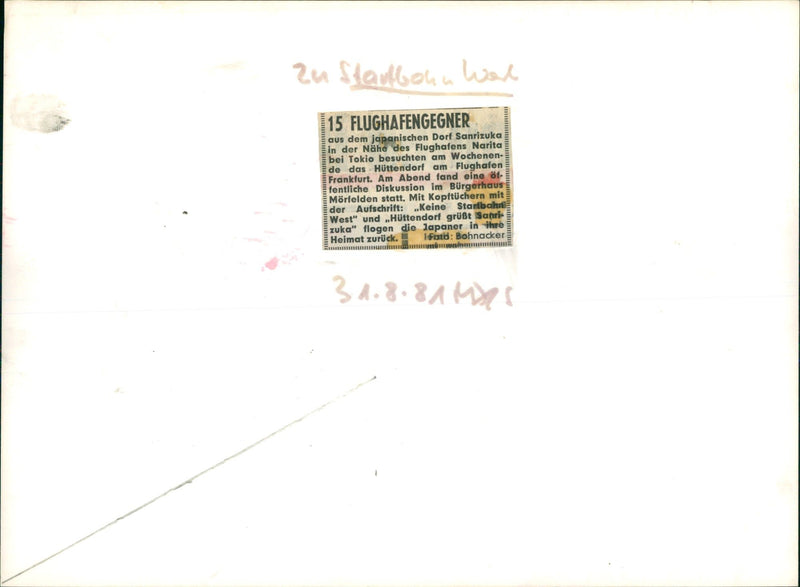 Zu Startbahn West
15 FLUGHAFENGEGNER
aus dem japanischen Dorf Sanrizuka
in der Nähe des Flughafens Narita
bei Tokio besuchten am Wochenen-
de das Hüttendorf am Flughafen
Frankfurt. Am Abend fand eine öf-
fentliche Diskussion im Bürgerhaus
Mörfelden statt. Mit Kopftüchern mit
der Aufschrift: „Keine Startbahn
West" und „Hüttendorf grüßt Sanri-
zuka" flogen die Japaner in ihre
Heimat zurück. Foto: Bohnacker
31.8.81